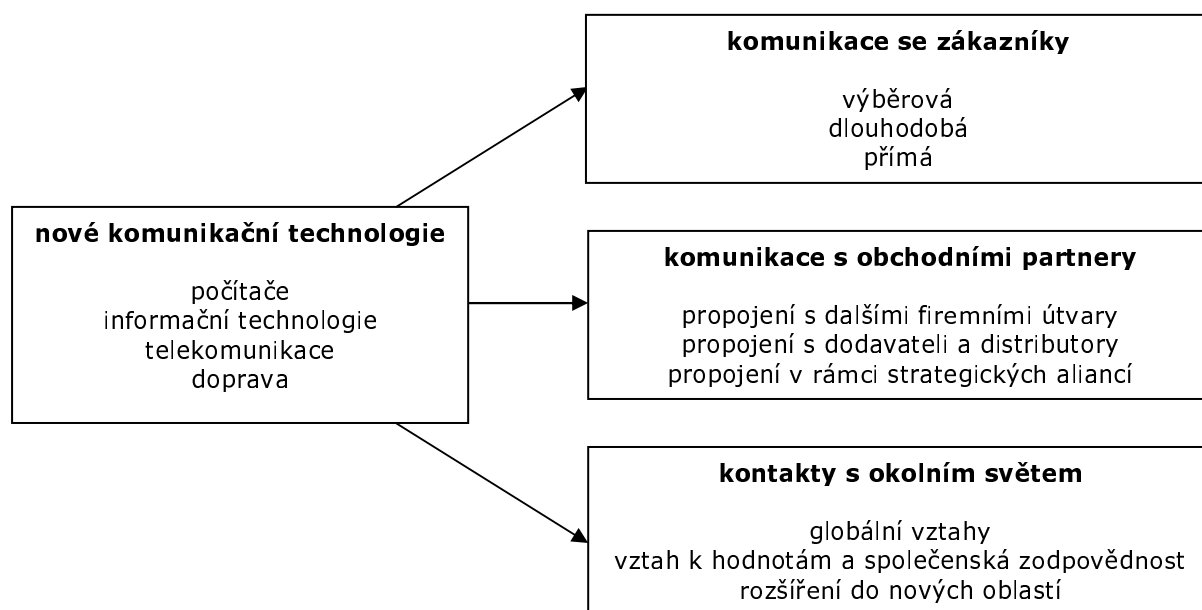 komunikace se zákazníky
výběrová
dlouhodobá
přímá
nové komunikační technologie
počítače
informační technologie
telekomunikace
doprava
komunikace s obchodními partnery
propojení s dalšími firemními útvary
propojení s dodavateli a distributory
propojení v rámci strategických aliancí
kontakty s okolním světem
globální vztahy
vztah k hodnotám a společenská zodpovědnost
rozšíření do nových oblastí